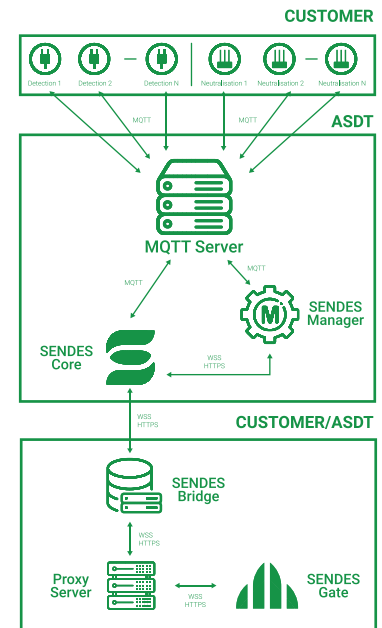 CUSTOMER
Detection 1
Detection 2
Detection N
Neutralisation 1
Neutralisation 2
Neutralisation N
MQTT
MQTT
ASDT
MQTT Server
MQTT
MQTT
M
SENDES
Manager
SENDES
Core
WSS
HTTPS
WSS
HTTPS
CUSTOMER/ASDT
SENDES
Bridge
WSS
HTTPS
Proxy
Server
WSS
HTTPS
SENDES
Gate